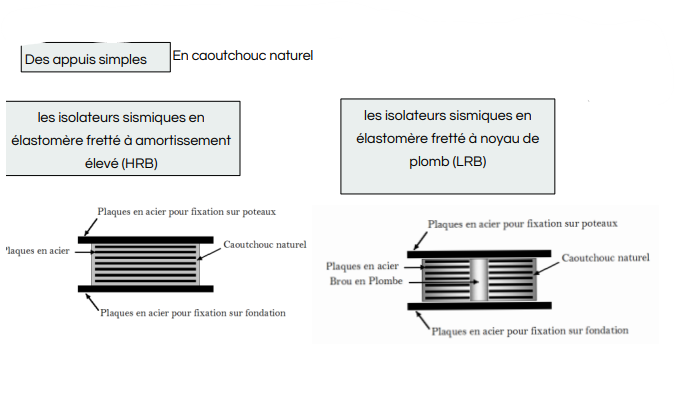 Des appuis simples
En caoutchouc naturel
les isolateurs sismiques en
élastomère fretté à amortissement
élevé (HRB)
les isolateurs sismiques en
élastomère fretté à noyau de
plomb (LRB)
Plaques en acier pour fixation sur poteaux
laques en acier
Caoutchouc naturel
Plaques en acier pour fixation sur fondation
Plaques en acier pour fixation sur poteaux
Plaques en acier
Caoutchouc naturel
Brou en Plombe
Plaques en acier pour fixation sur fondation